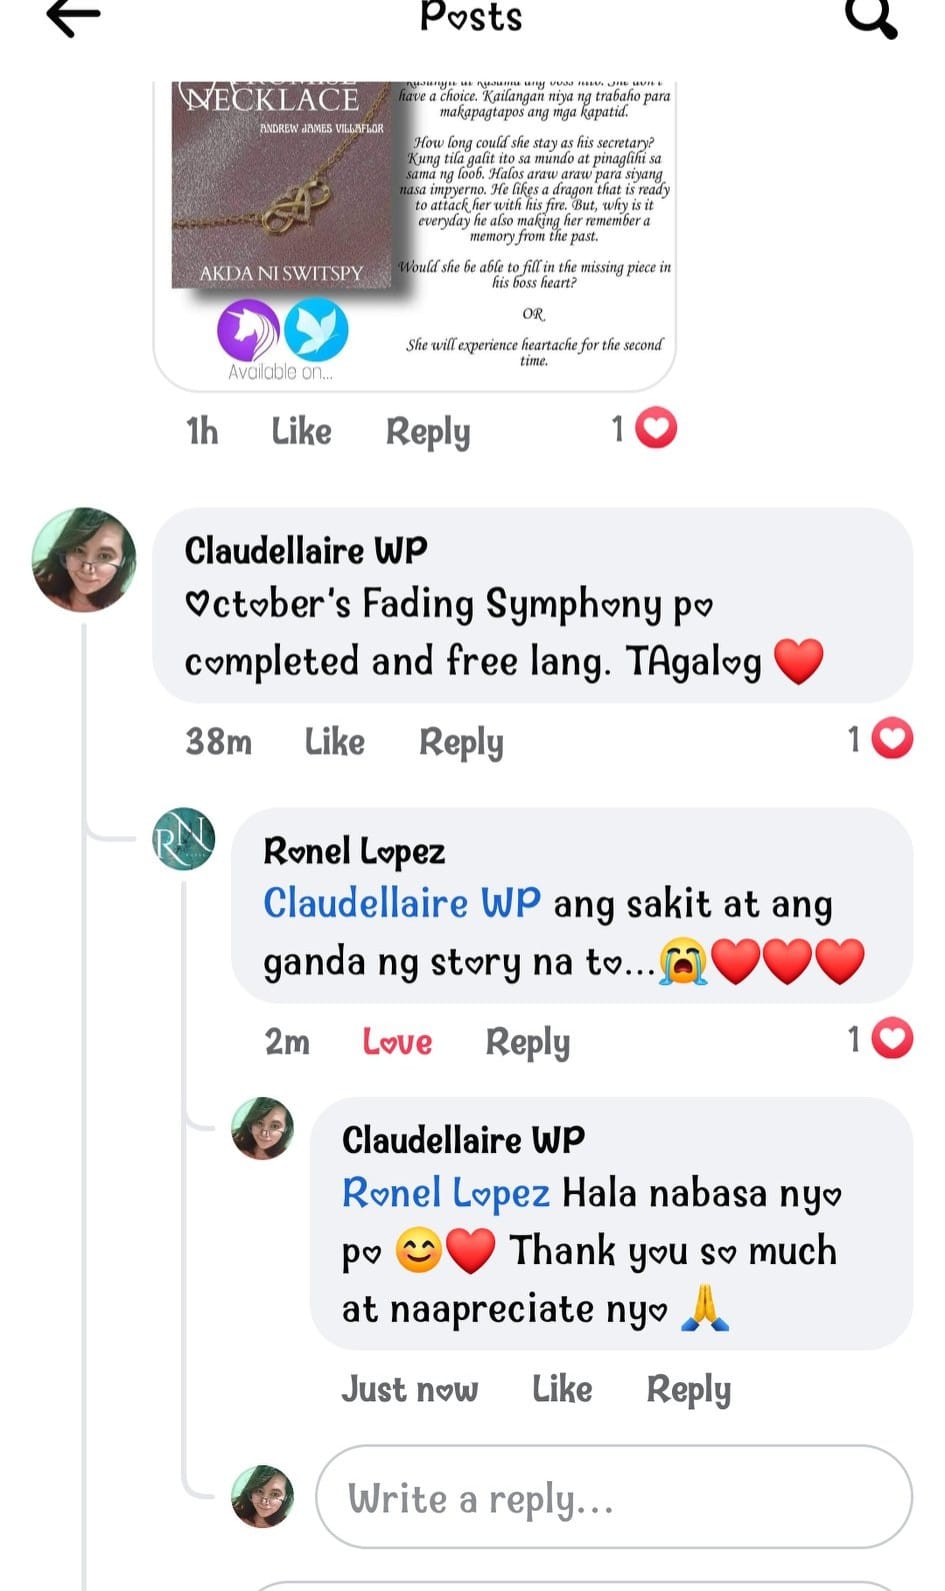 Posts
NECKLACE
ANDREW JAMES VILLAFLOR
AKDA NI SWITSPY
Available on...
have a choice. Kailangan niya ng trabaho para
makapagtapos ang mga kapatid.
How long could she stay as his secretary?
Kung tila galit ito sa mundo at pinaglihi sa
sama ng loob. Halos araw araw para siyang
nasa impyerno. He likes a dragon that is ready
to attack her with his fire. But, why is it
everyday he also making her remember a
memory from the past.
Would she be able to fill in the missing piece in
his boss heart?
OR
She will experience heartache for the second
time.
1h Like Reply 1
Claudellaire WP
October's Fading Symphony po
completed and free lang. TAgalog ❤️
38m Like Reply 1
RN
Ronel Lopez
Claudellaire WP ang sakit at ang
ganda ng story na to...😭❤️❤️❤️
2m Love Reply 1
Claudellaire WP
Ronel Lopez Hala nabasa nyo
po 😊❤️ Thank you so much
at naapreciate nyo 🙏
Just now Like Reply
Write a reply...